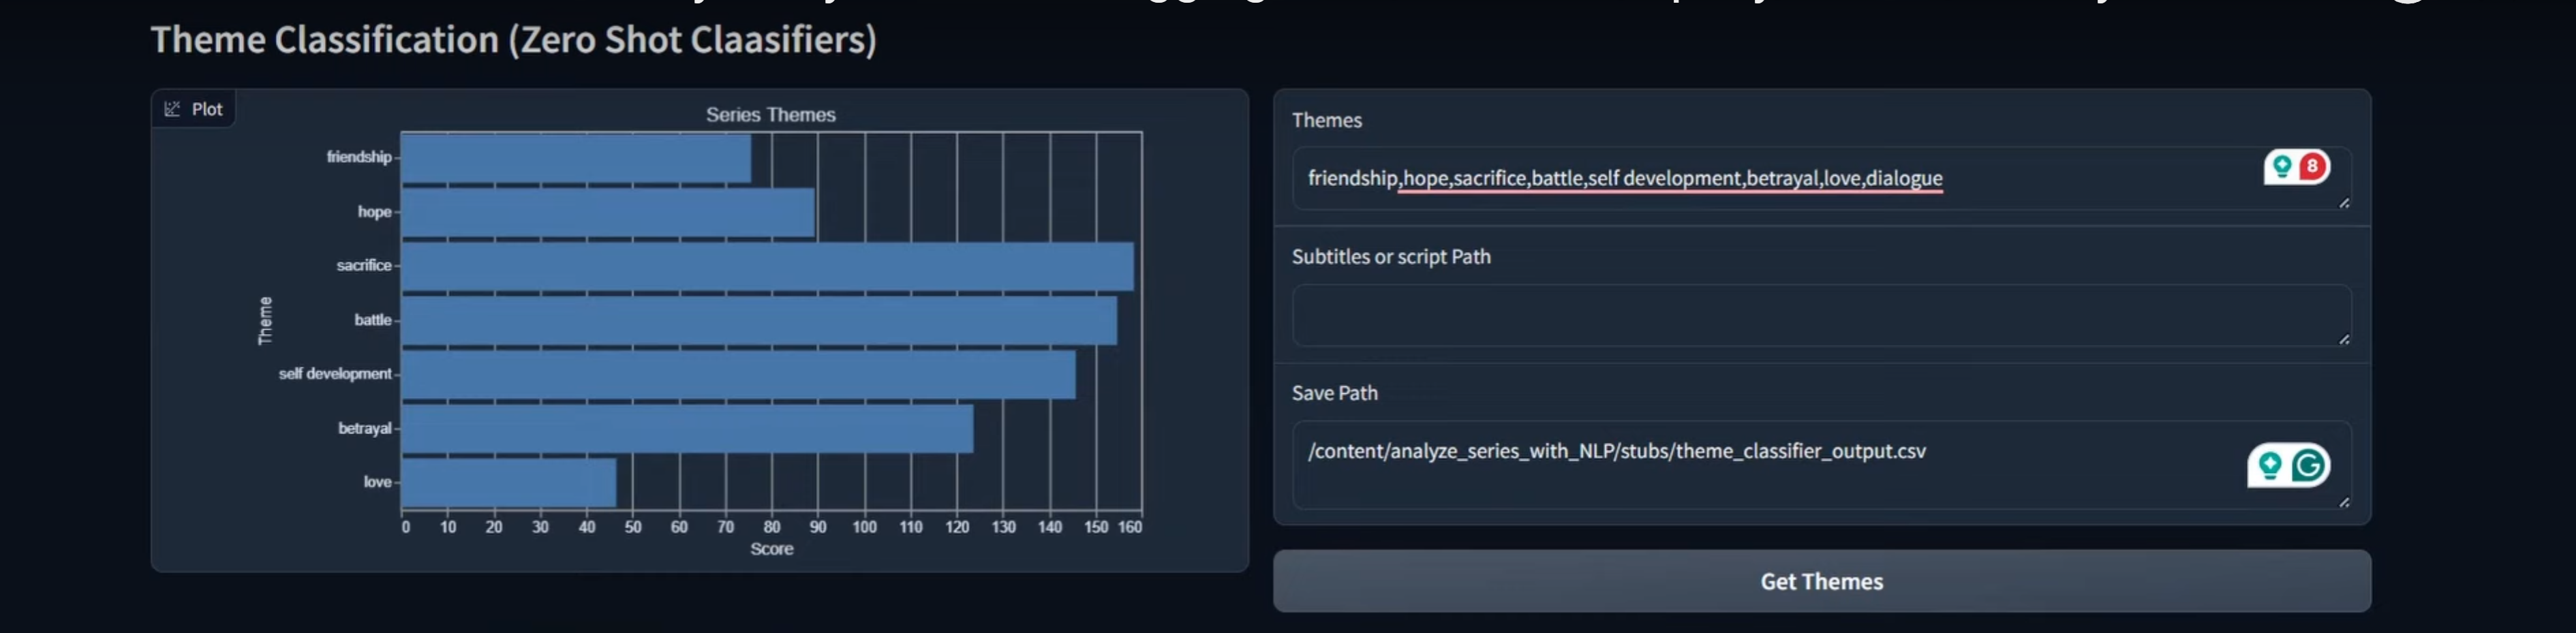 Theme Classification (Zero Shot Claasifiers)
Plot
Series Themes
friendship
hope
sacrifice
battle
self development
betrayal
love
Theme
0 10 20 30 40 50 60 70 80 90 100 110 120 130 140 150 160
Score
Themes
friendship,hope,sacrifice,battle,self development,betrayal,love,dialogue
8
Subtitles or script Path
Save Path
/content/analyze_series_with_NLP/stubs/theme_classifier_output.csv
G
Get Themes